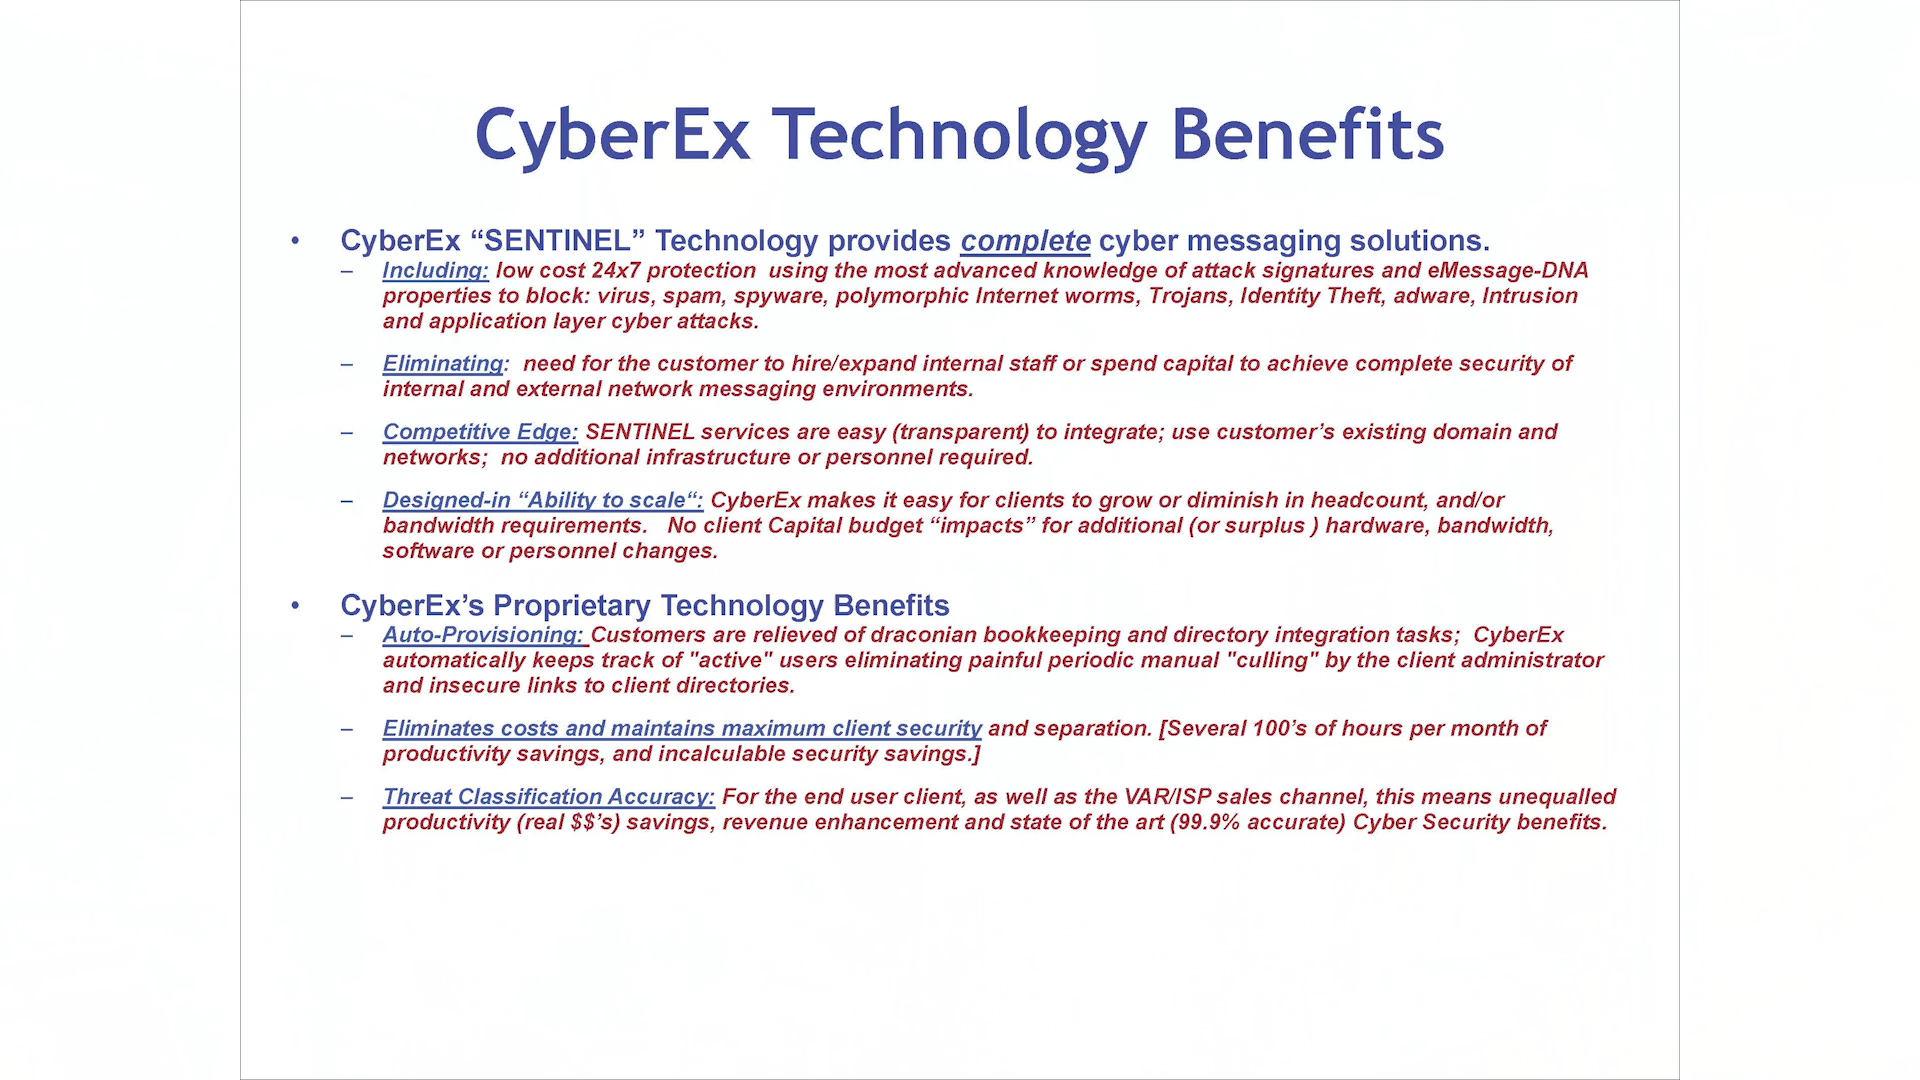 CyberEx Technology Benefits
• CyberEx “SENTINEL” Technology provides complete cyber messaging solutions.
– Including: low cost 24x7 protection  using the most advanced knowledge of attack signatures and eMessage-DNA
properties to block: virus, spam, spyware, polymorphic Internet worms, Trojans, Identity Theft, adware, Intrusion
and application layer cyber attacks.
– Eliminating:  need for the customer to hire/expand internal staff or spend capital to achieve complete security of
internal and external network messaging environments.
– Competitive Edge: SENTINEL services are easy (transparent) to integrate; use customer’s existing domain and
networks;  no additional infrastructure or personnel required.
– Designed-in “Ability to scale“: CyberEx makes it easy for clients to grow or diminish in headcount, and/or
bandwidth requirements.   No client Capital budget “impacts” for additional (or surplus ) hardware, bandwidth,
software or personnel changes.
• CyberEx’s Proprietary Technology Benefits
– Auto-Provisioning: Customers are relieved of draconian bookkeeping and directory integration tasks;  CyberEx
automatically keeps track of "active" users eliminating painful periodic manual "culling" by the client administrator
and insecure links to client directories.
– Eliminates costs and maintains maximum client security and separation. [Several 100’s of hours per month of
productivity savings, and incalculable security savings.]
– Threat Classification Accuracy: For the end user client, as well as the VAR/ISP sales channel, this means unequalled
productivity (real $$’s) savings, revenue enhancement and state of the art (99.9% accurate) Cyber Security benefits.